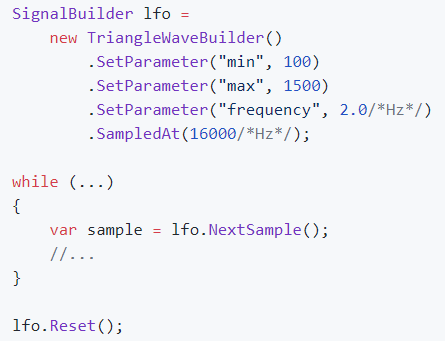 SignalBuilder lfo =
    new TriangleWaveBuilder()
        .SetParameter("min", 100)
        .SetParameter("max", 1500)
        .SetParameter("frequency", 2.0/*Hz*/)
        .SampledAt(16000/*Hz*/);

while (...)
{
    var sample = lfo.NextSample();
    //...
}

lfo.Reset();